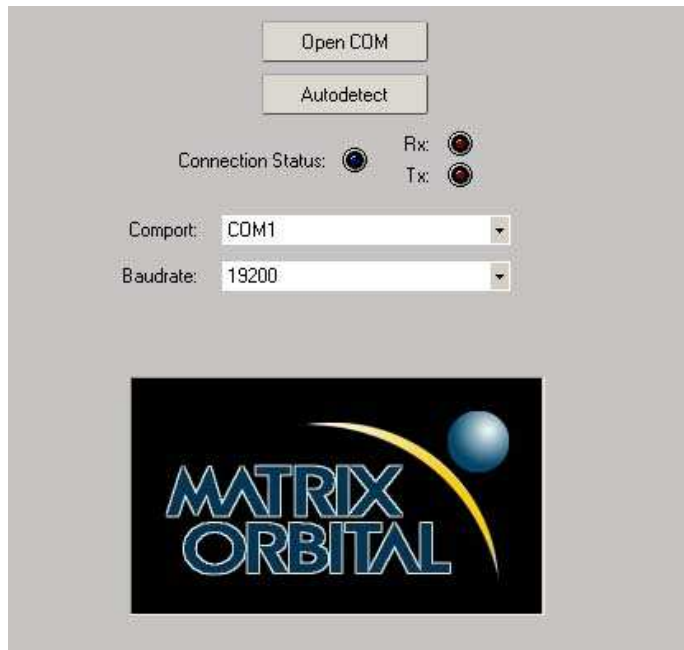 Open COM
Autodetect
Connection Status:
Rx:
Tx:
Comport: COM1
Baudrate: 19200
MATRIX
ORBITAL